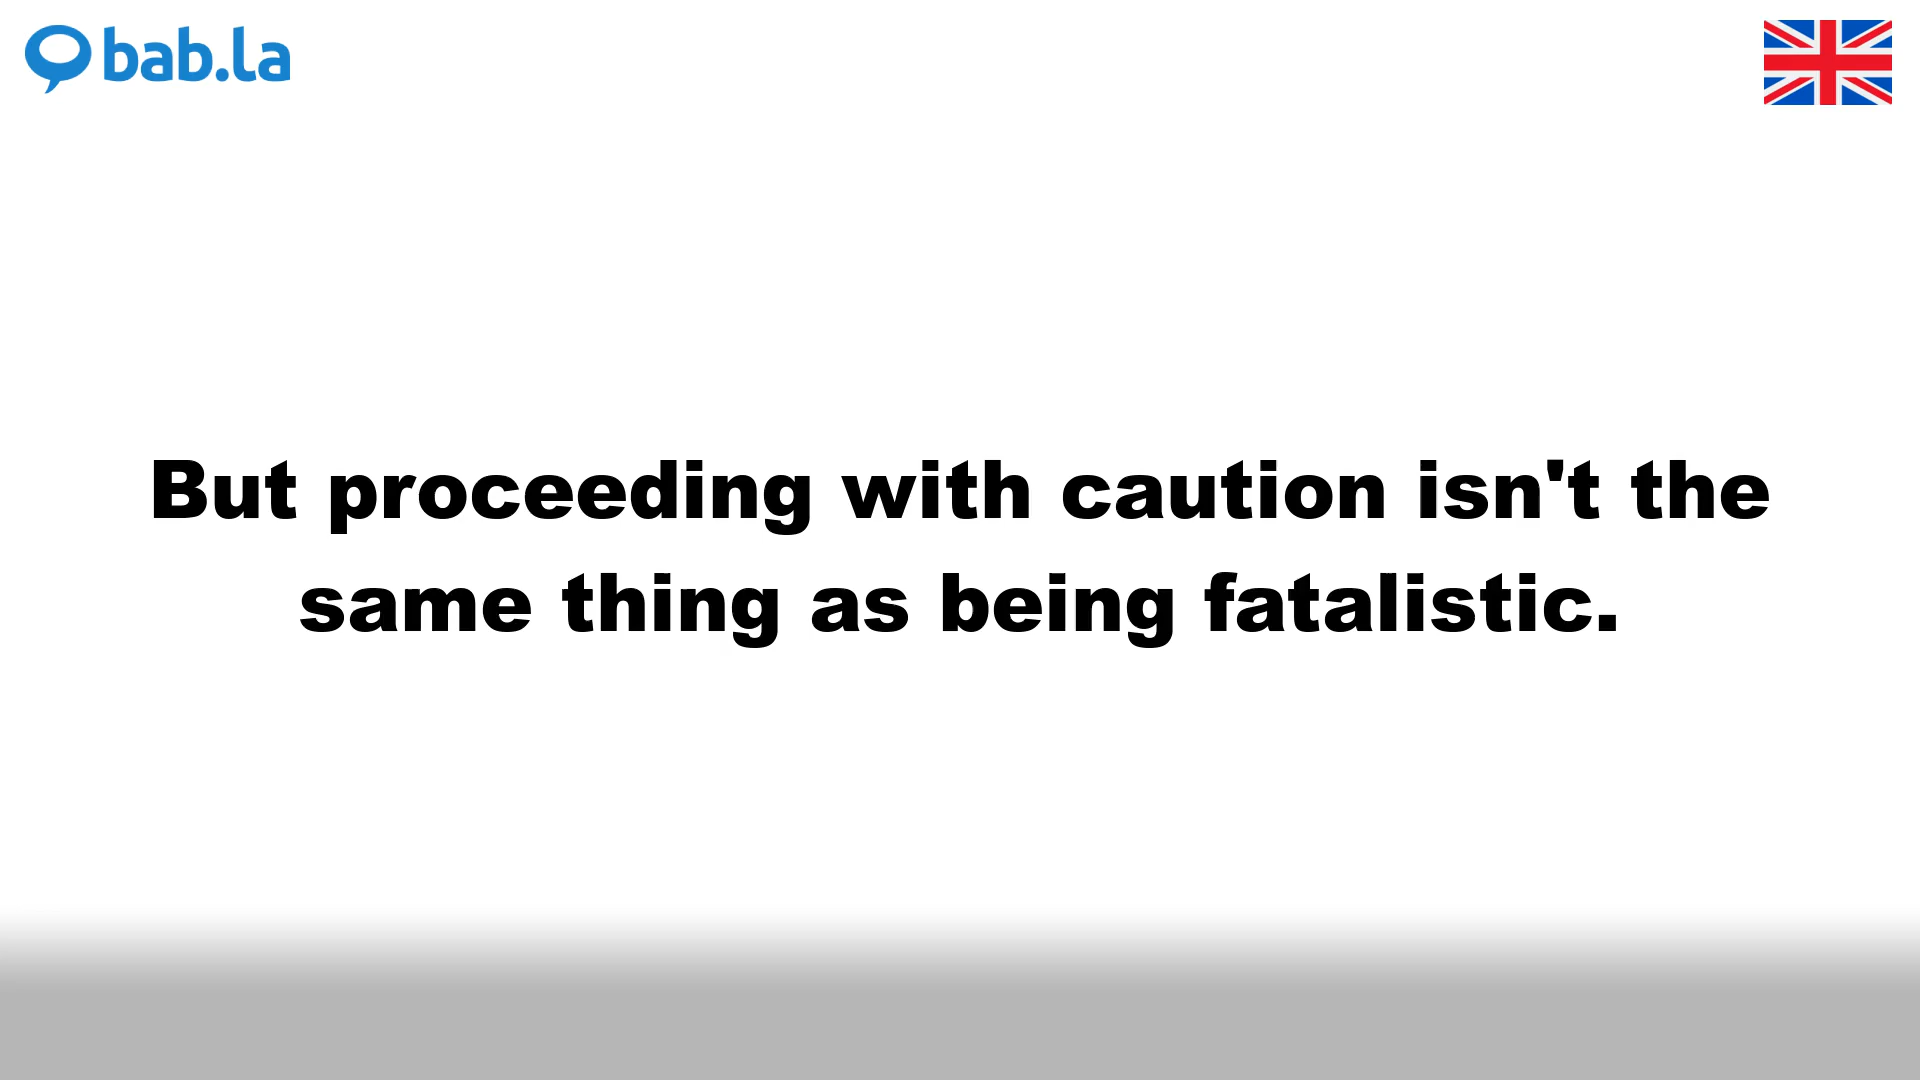 bab.la
But proceeding with caution isn't the
same thing as being fatalistic.